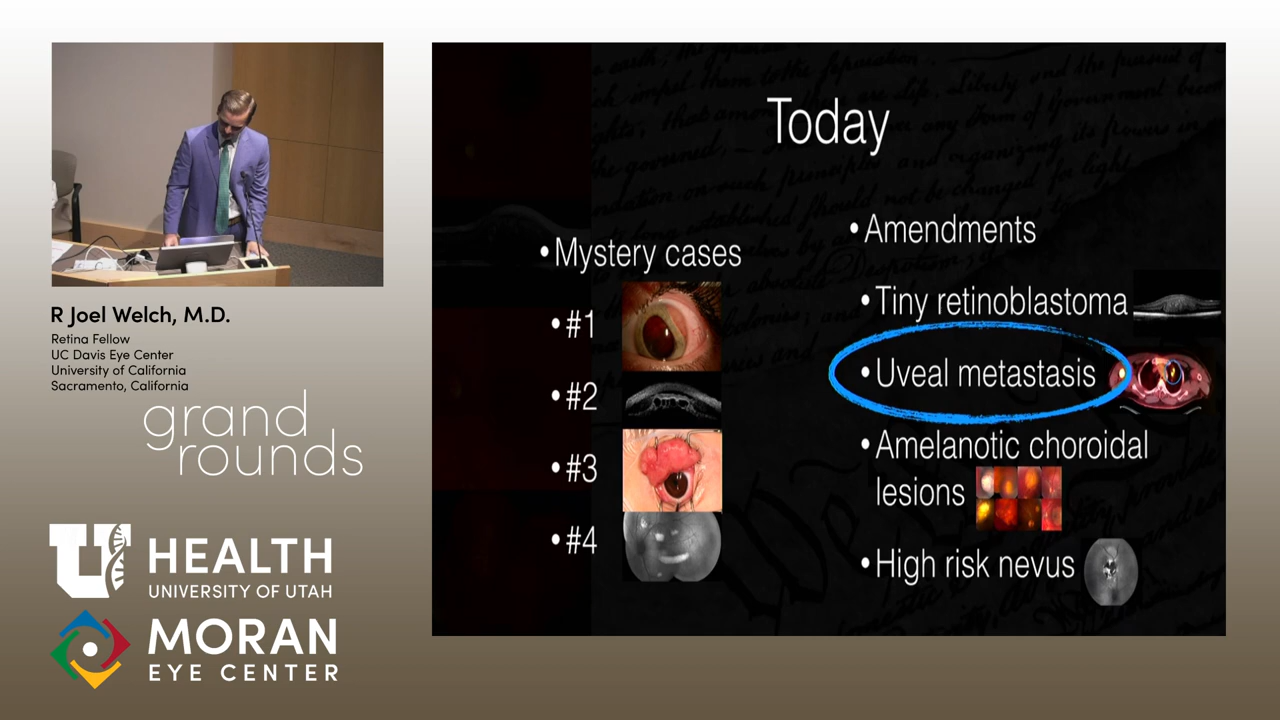 R Joel Welch, M.D.
Retina Fellow
UC Davis Eye Center
University of California
Sacramento, California
grand
rounds
U
HEALTH
UNIVERSITY OF UTAH
MORAN
EYE CENTER
Today
• Mystery cases
• #1
• #2
• #3
• #4
• Amendments
• Tiny retinoblastoma
• Uveal metastasis
• Amelanotic choroidal
lesions
• High risk nevus